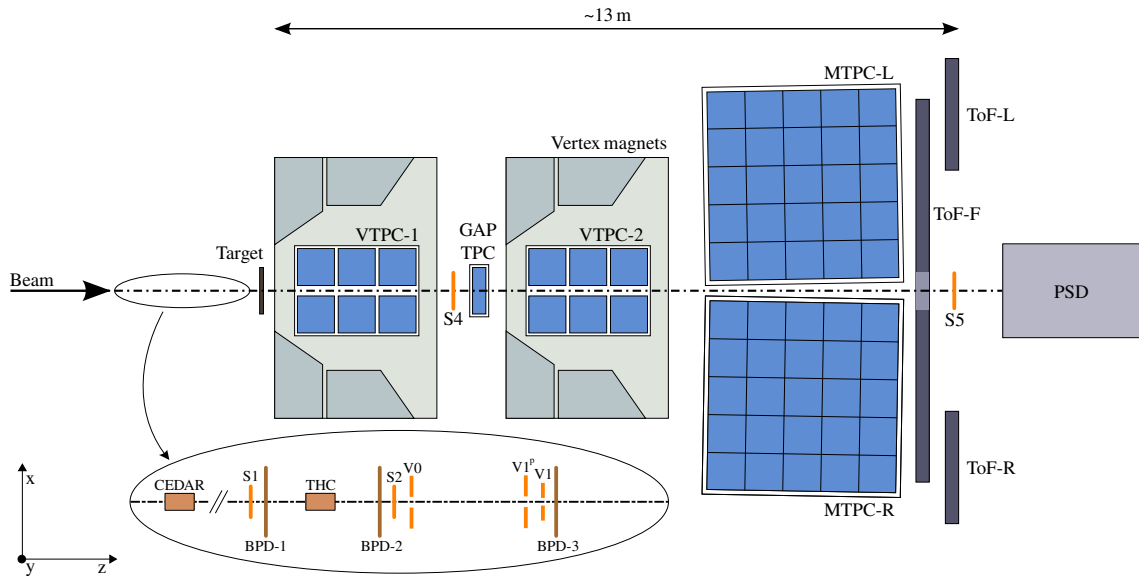 ~13 m
MTPC-L
ToF-L
Vertex magnets
ToF-F
VTPC-1
GAP
TPC
VTPC-2
Target
Beam
PSD
S4
S5
x
CEDAR
S1
THC
S2
V0
V1p
V1
ToF-R
MTPC-R
BPD-1
BPD-2
BPD-3
y
z